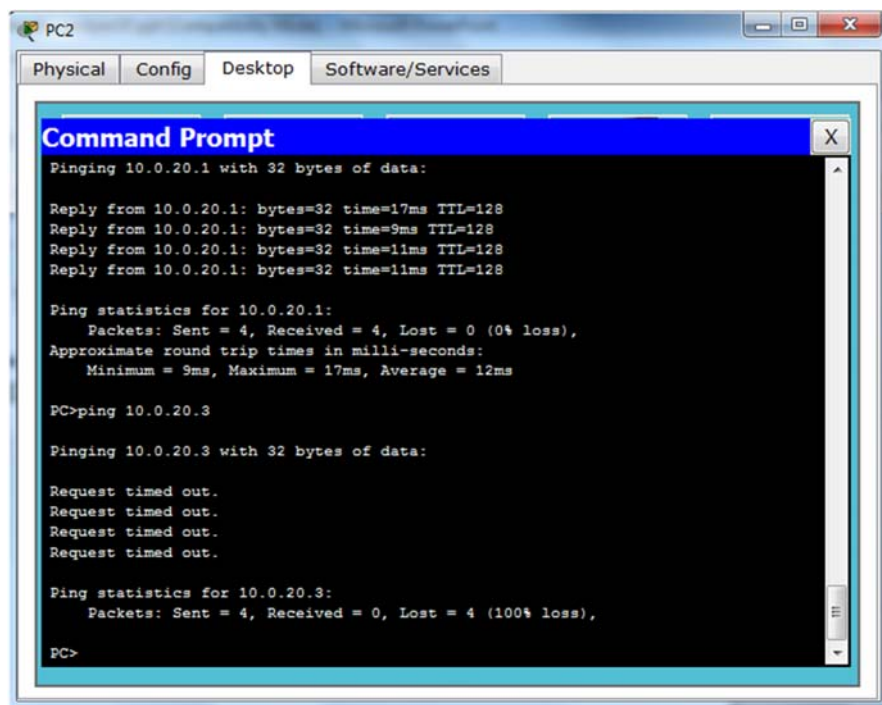 PC2
Physical Config Desktop Software/Services
Command Prompt
X
Pinging 10.0.20.1 with 32 bytes of data:
Reply from 10.0.20.1: bytes=32 time=17ms TTL=128
Reply from 10.0.20.1: bytes=32 time=9ms TTL=128
Reply from 10.0.20.1: bytes=32 time=11ms TTL=128
Reply from 10.0.20.1: bytes=32 time=11ms TTL=128
Ping statistics for 10.0.20.1:
Packets: Sent = 4, Received = 4, Lost = 0 (0% loss),
Approximate round trip times in milli-seconds:
Minimum = 9ms, Maximum = 17ms, Average = 12ms
PC>ping 10.0.20.3
Pinging 10.0.20.3 with 32 bytes of data:
Request timed out.
Request timed out.
Request timed out.
Request timed out.
Ping statistics for 10.0.20.3:
Packets: Sent = 4, Received = 0, Lost = 4 (100% loss),
PC>